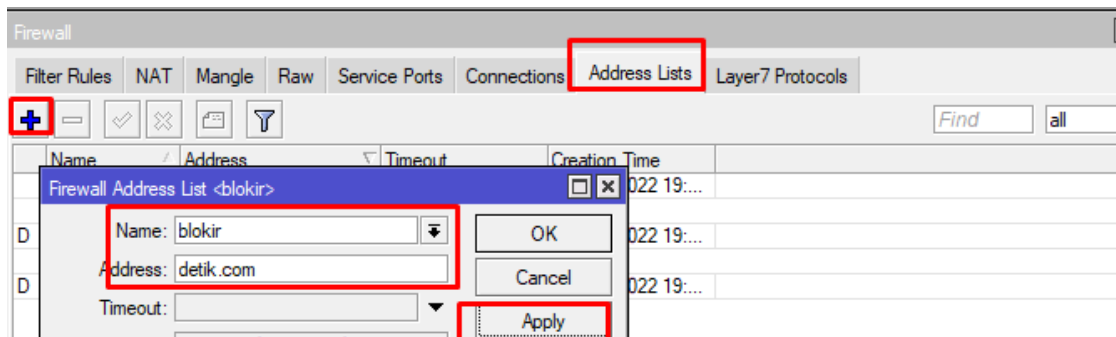 Firewall
Filter Rules NAT Mangle Raw Service Ports Connections Address Lists Layer7 Protocols
Find all
Name Address Timeout Creation Time
Firewall Address List <blokir>
022 19:...
Name: blokir OK
D 022 19:...
Address: detik.com Cancel
D 022 19:...
Timeout: Apply